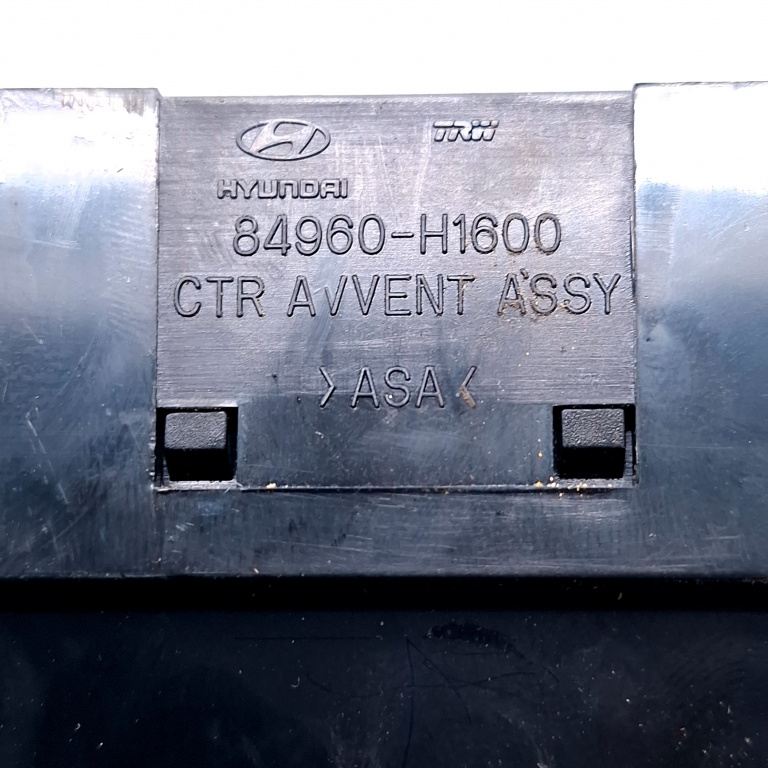 TRW
HYUNDAI
84960-H1600
CTR A/VENT ASSY
>ASA<